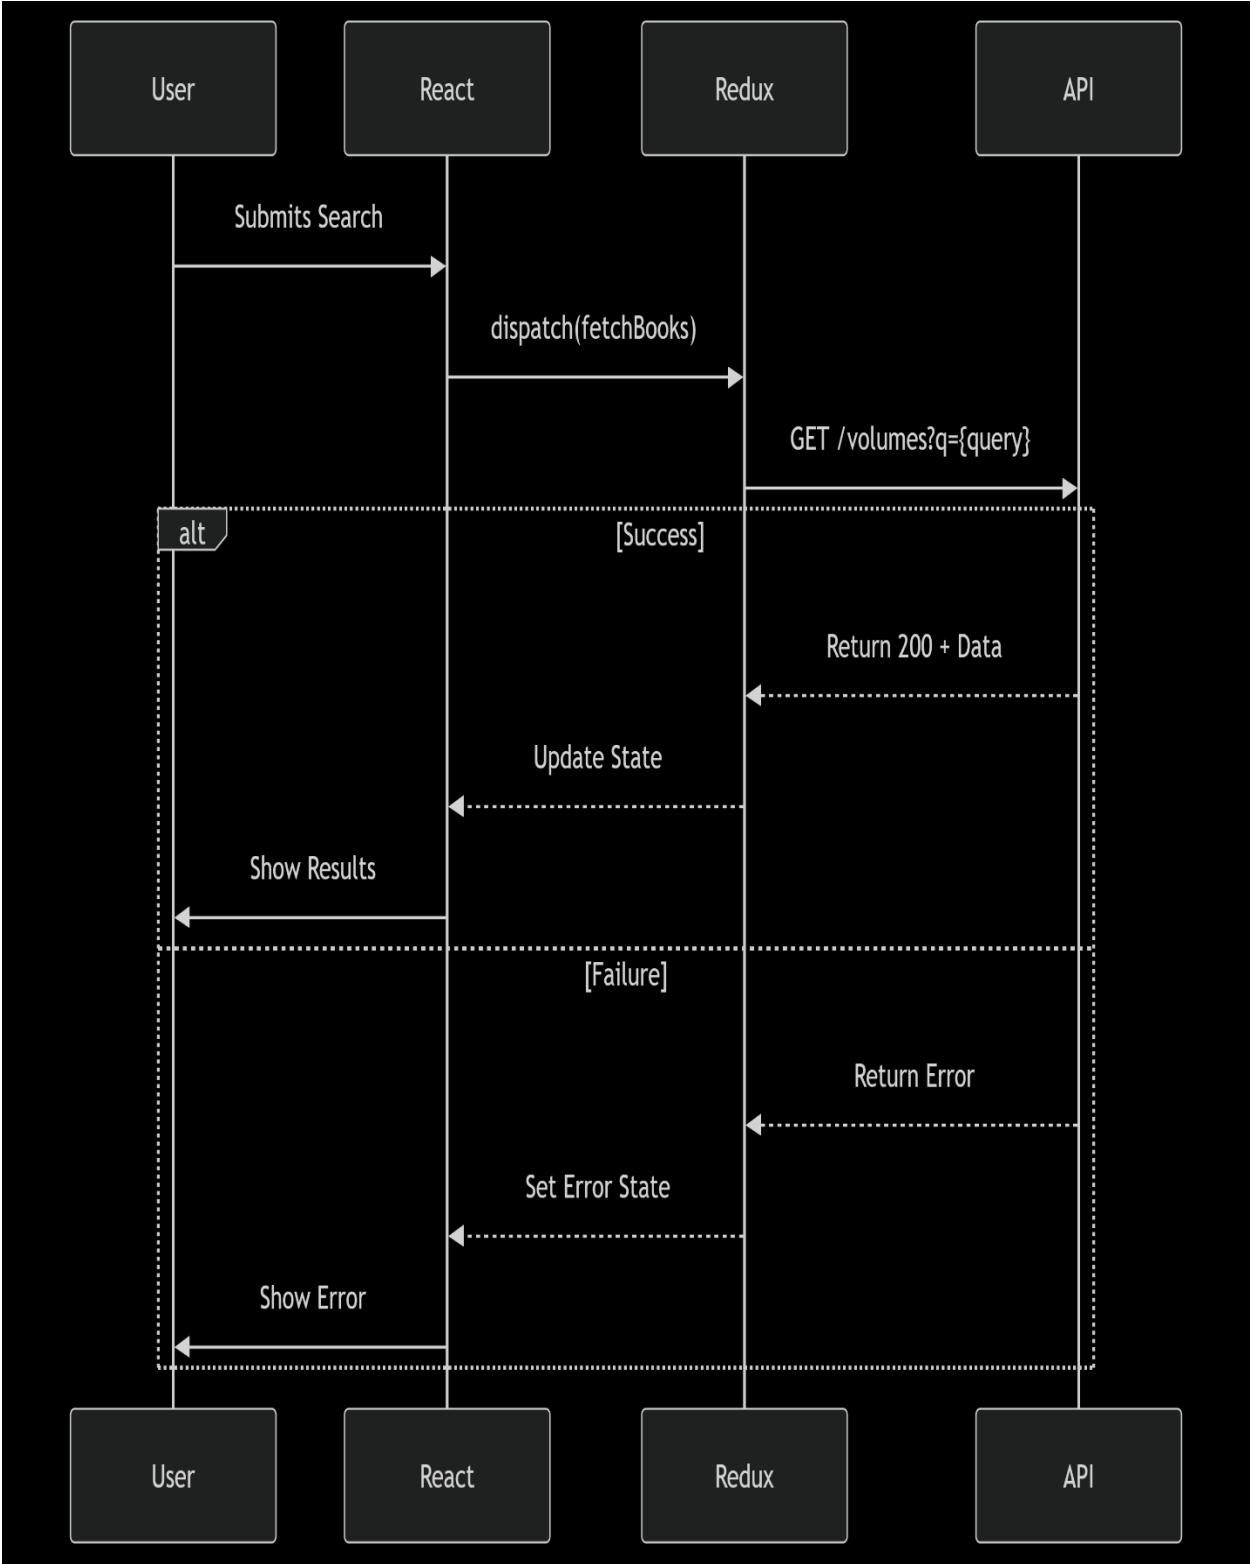 User
React
Redux
API
Submits Search
dispatch(fetchBooks)
GET /volumes?q={query}
alt
[Success]
Return 200 + Data
Update State
Show Results
[Failure]
Return Error
Set Error State
Show Error
User
React
Redux
API